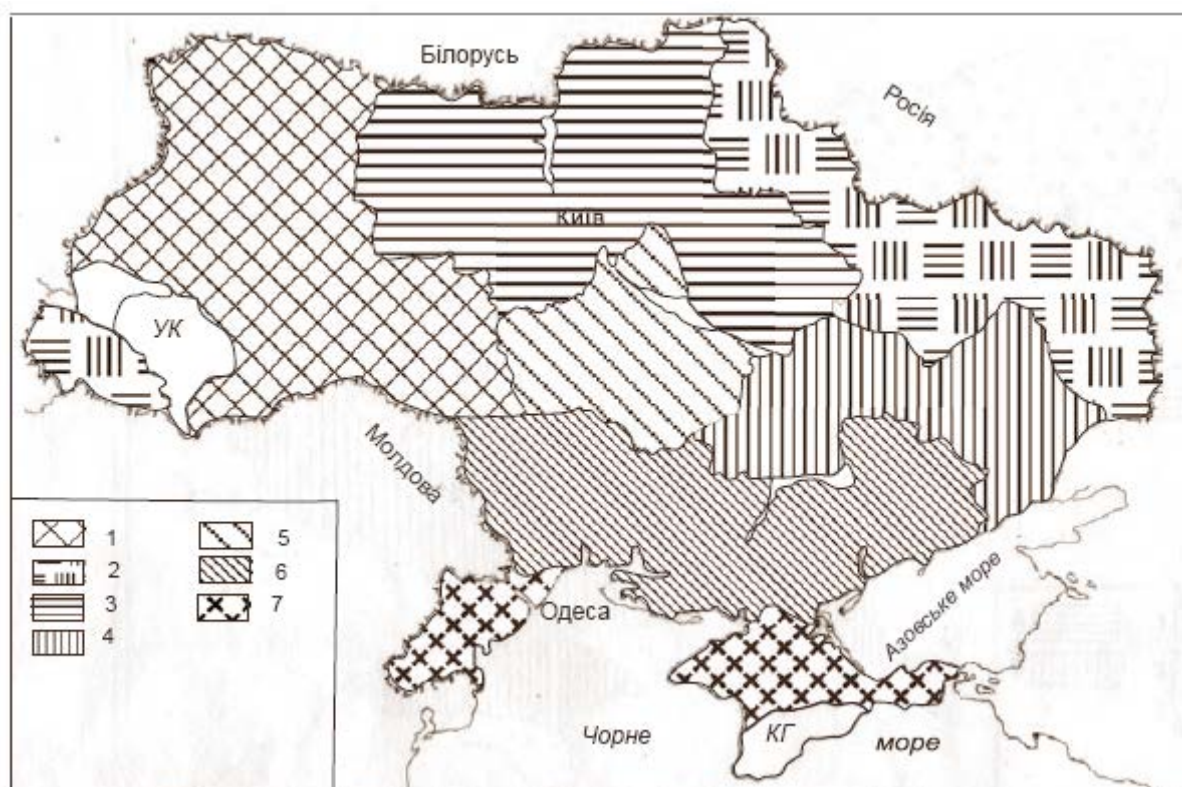 Білорусь
Росія
Київ
УК
Молдова
1
2
3
4
5
6
7
Одеса
Азовське море
Чорне
КГ
море